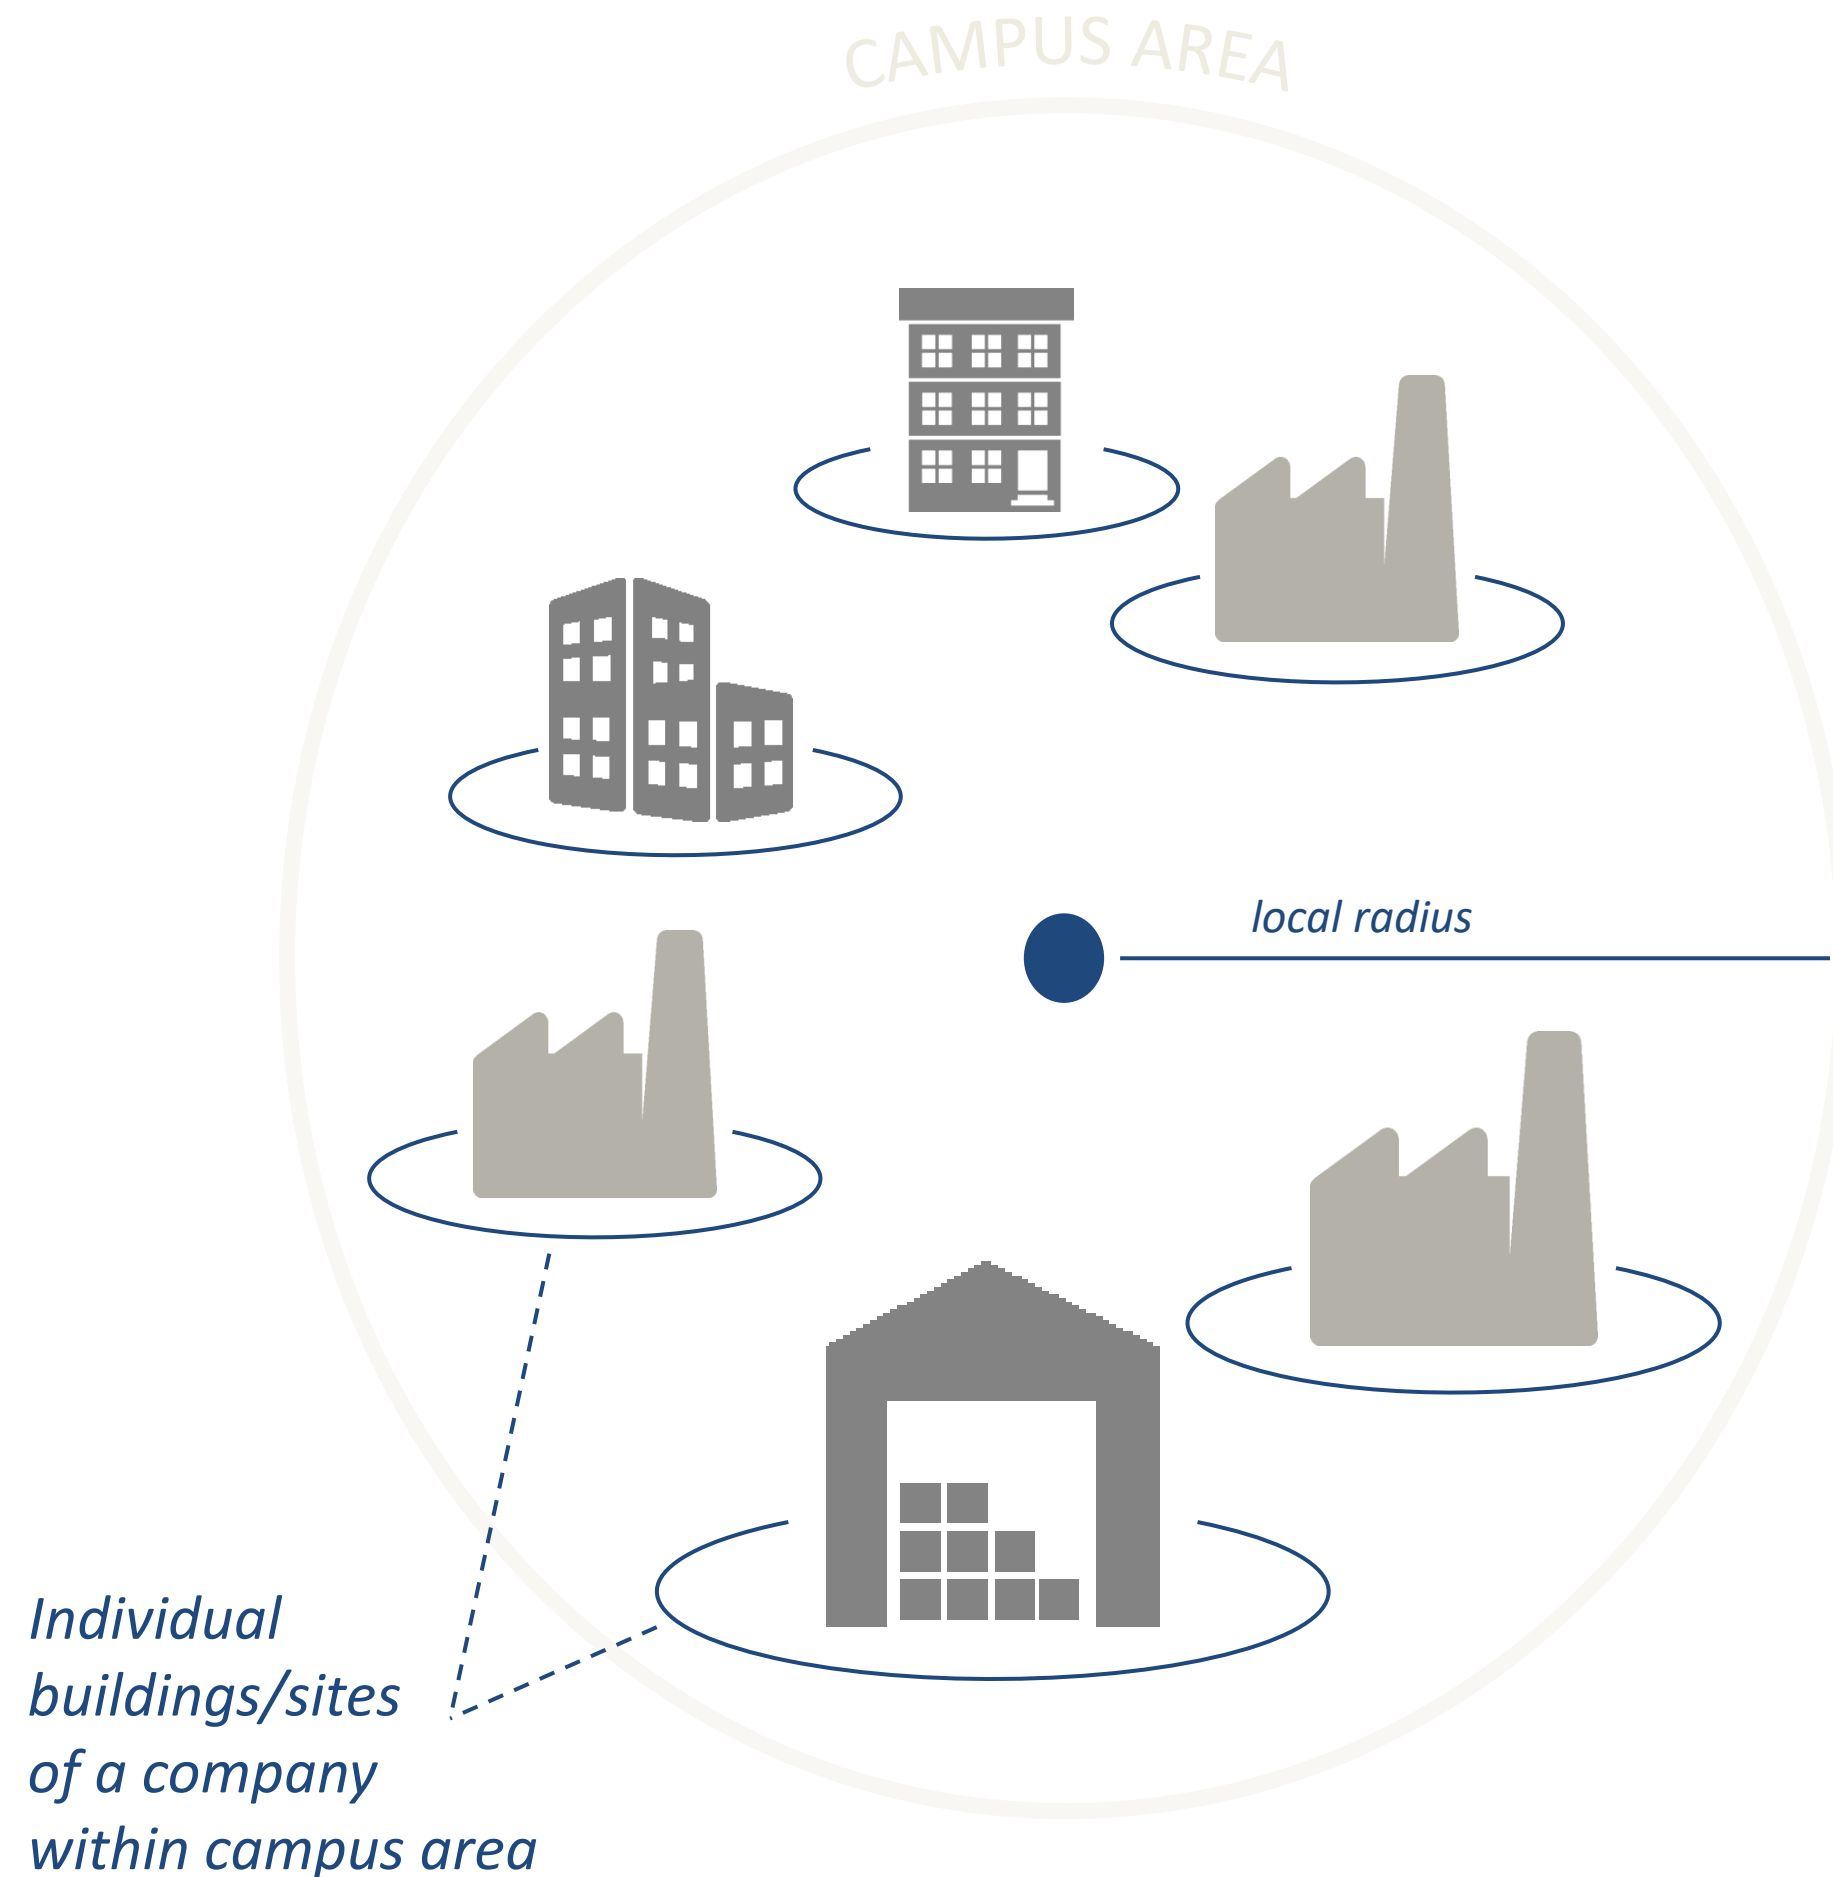 CAMPUS AREA
local radius
Individual
buildings/sites
of a company
within campus area